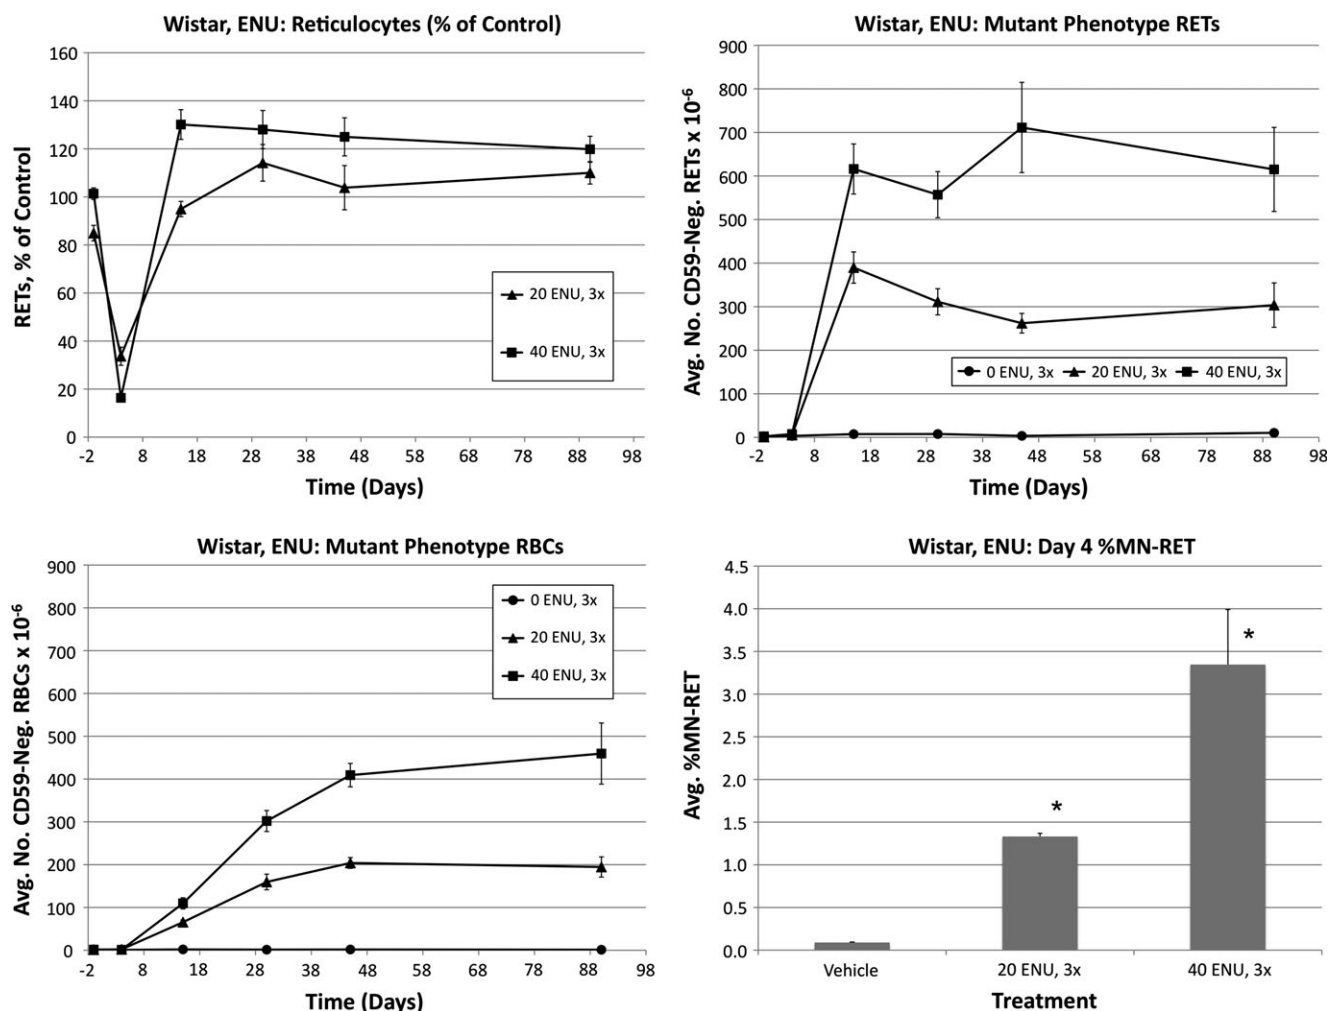 Wistar, ENU: Reticulocytes (% of Control)
160
140
120
100
80
60
40
20
0
RETs, % of Control
20 ENU, 3x
40 ENU, 3x
-2 8 18 28 38 48 58 68 78 88 98
Time (Days)
Wistar, ENU: Mutant Phenotype RETs
900
800
700
600
500
400
300
200
100
0
Avg. No. CD59-Neg. RETs x 10-6
0 ENU, 3x 20 ENU, 3x 40 ENU, 3x
-2 8 18 28 38 48 58 68 78 88 98
Time (Days)
Wistar, ENU: Mutant Phenotype RBCs
900
800
700
600
500
400
300
200
100
0
Avg. No. CD59-Neg. RBCs x 10-6
0 ENU, 3x
20 ENU, 3x
40 ENU, 3x
-2 8 18 28 38 48 58 68 78 88 98
Time (Days)
Wistar, ENU: Day 4 %MN-RET
4.5
4.0
3.5
3.0
2.5
2.0
1.5
1.0
0.5
0.0
Avg. %MN-RET
*
*
Vehicle 20 ENU, 3x 40 ENU, 3x
Treatment